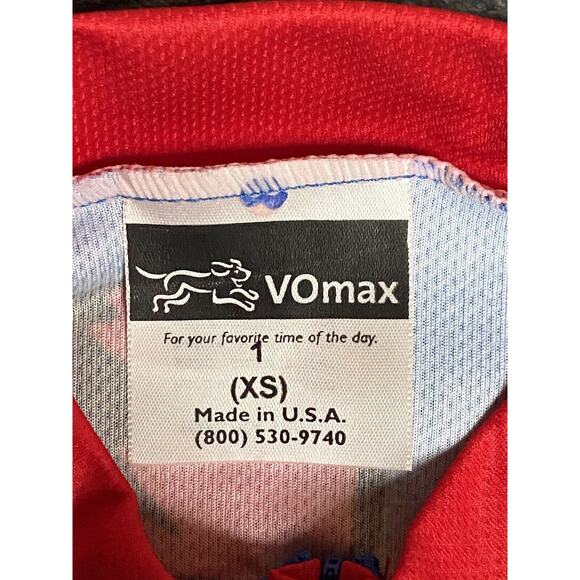 VOmax
For your favorite time of the day.
1
(XS)
Made in U.S.A.
(800) 530-9740